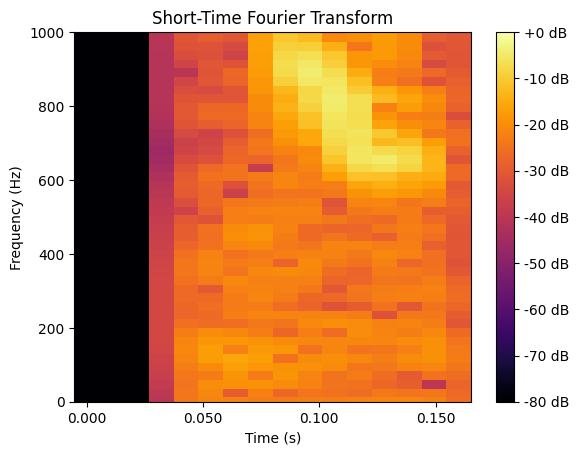 Short-Time Fourier Transform
1000
800
600
400
200
0
Frequency (Hz)
0.000
0.050
0.100
0.150
Time (s)
+0 dB
-10 dB
-20 dB
-30 dB
-40 dB
-50 dB
-60 dB
-70 dB
-80 dB